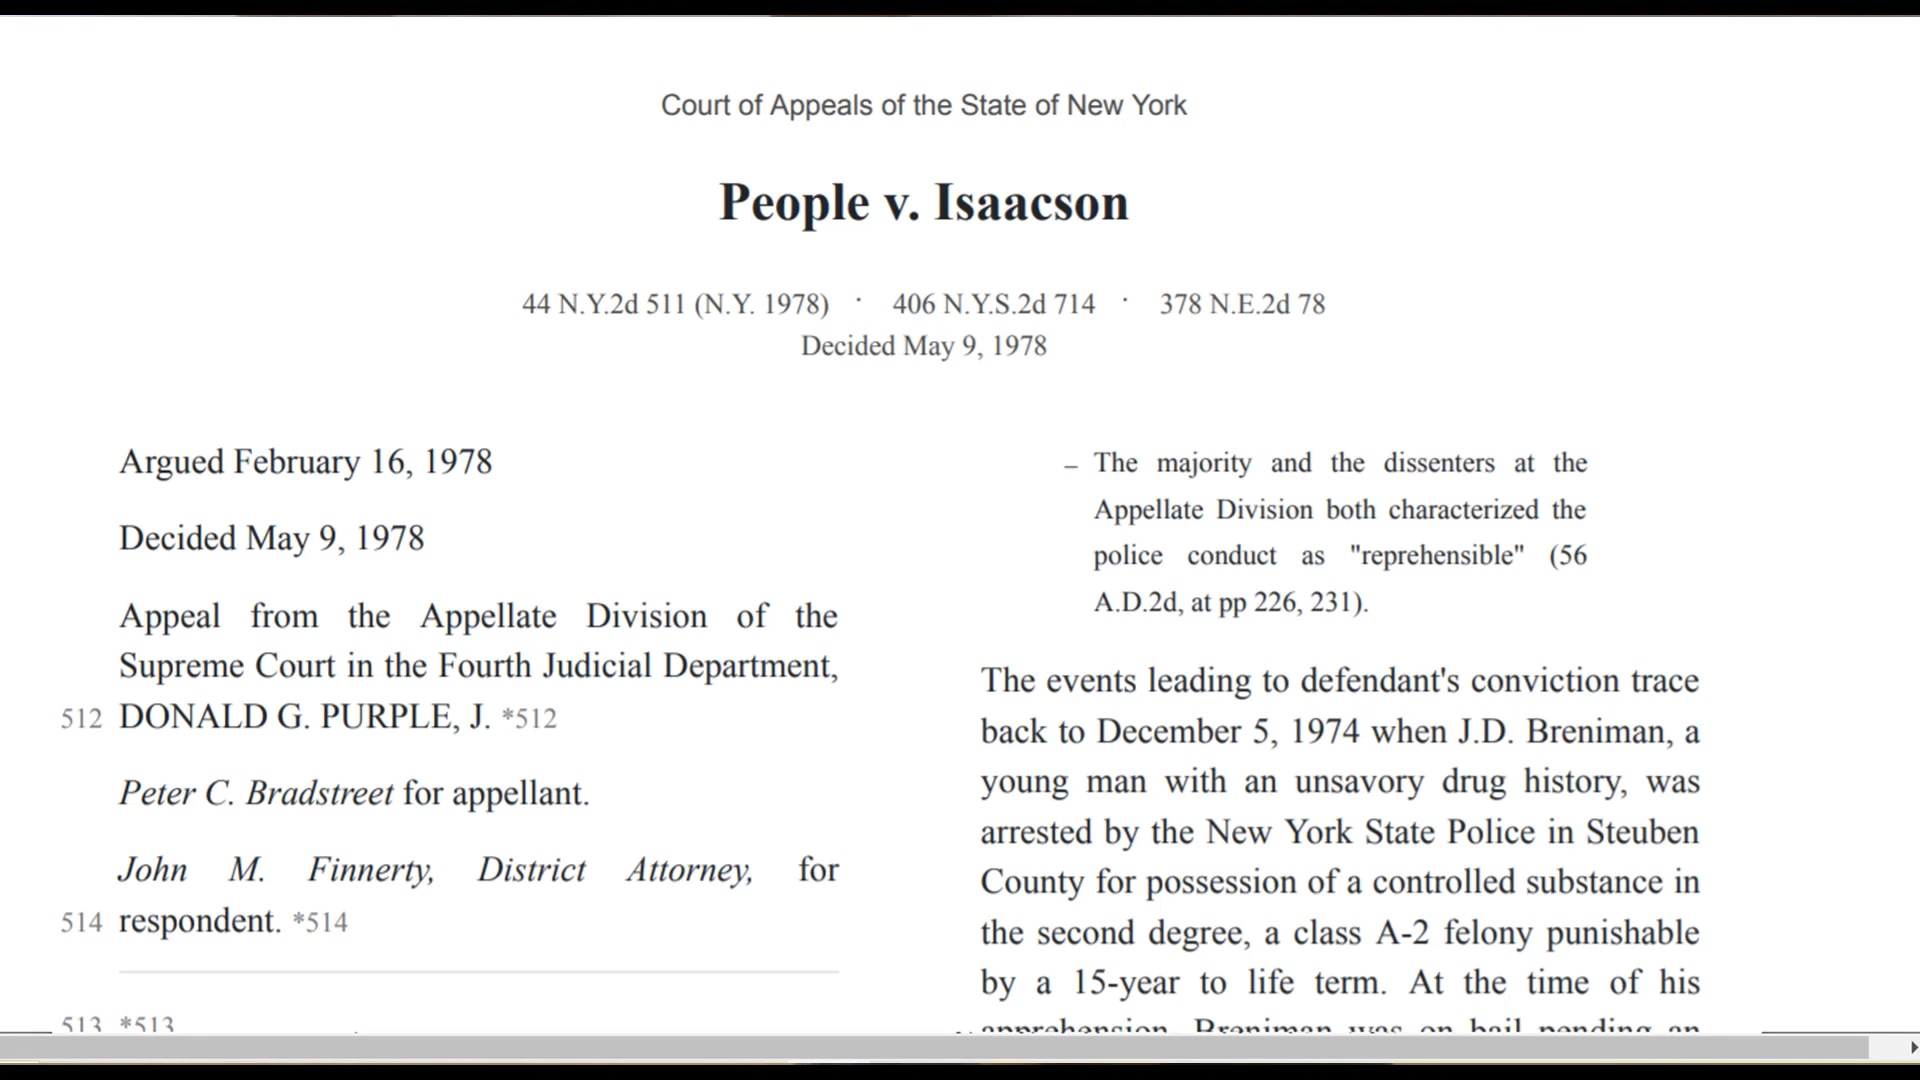 Court of Appeals of the State of New York
People v. Isaacson
44 N.Y.2d 511 (N.Y. 1978) · 406 N.Y.S.2d 714 · 378 N.E.2d 78
Decided May 9, 1978
Argued February 16, 1978
Decided May 9, 1978
Appeal from the Appellate Division of the
Supreme Court in the Fourth Judicial Department,
512 DONALD G. PURPLE, J. *512
Peter C. Bradstreet for appellant.
John M. Finnerty, District Attorney, for
514 respondent. *514
513 *513
– The majority and the dissenters at the
Appellate Division both characterized the
police conduct as "reprehensible" (56
A.D.2d, at pp 226, 231).
The events leading to defendant's conviction trace
back to December 5, 1974 when J.D. Breniman, a
young man with an unsavory drug history, was
arrested by the New York State Police in Steuben
County for possession of a controlled substance in
the second degree, a class A-2 felony punishable
by a 15-year to life term. At the time of his
apprehension, Breniman was on bail pending an